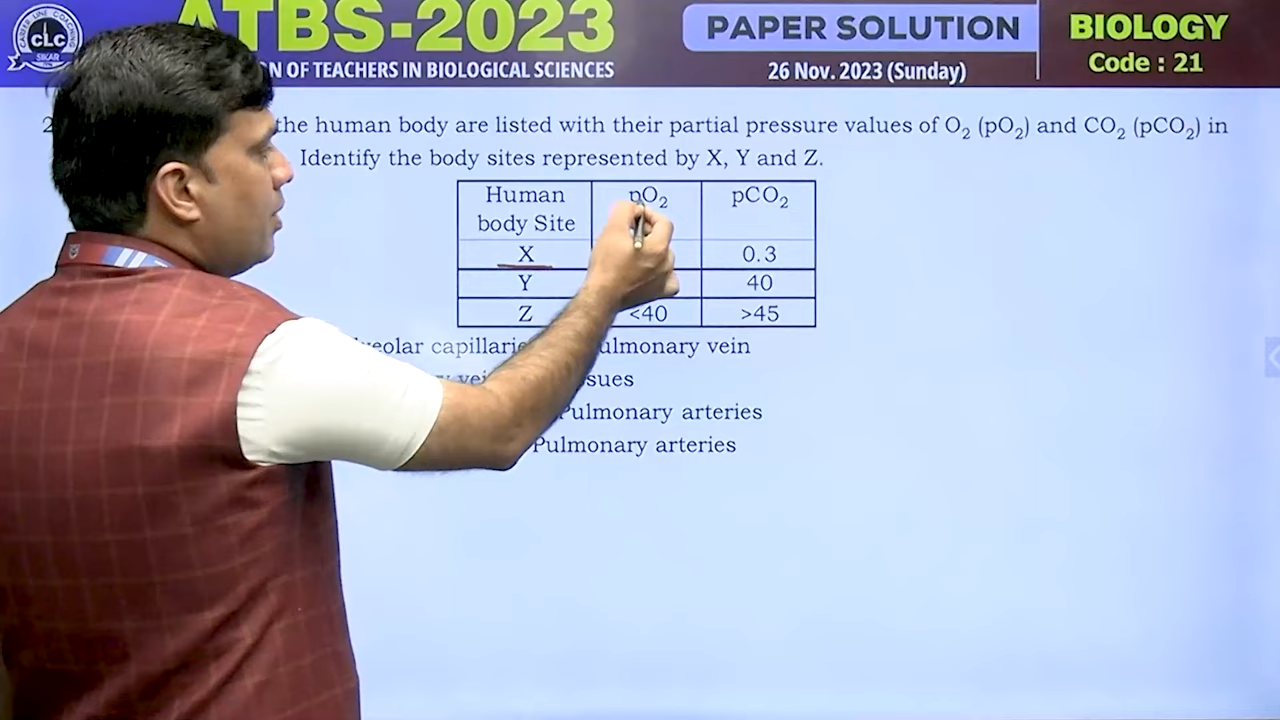 CLC
SIKAR
ATBS-2023
N OF TEACHERS IN BIOLOGICAL SCIENCES
PAPER SOLUTION
26 Nov. 2023 (Sunday)
BIOLOGY
Code : 21
the human body are listed with their partial pressure values of O₂ (pO₂) and CO₂ (pCO₂) in
Identify the body sites represented by X, Y and Z.
Human body Site pO₂ pCO₂
X 0.3
Y 40
Z <40 >45
ulmonary vein
Pulmonary arteries
Pulmonary arteries